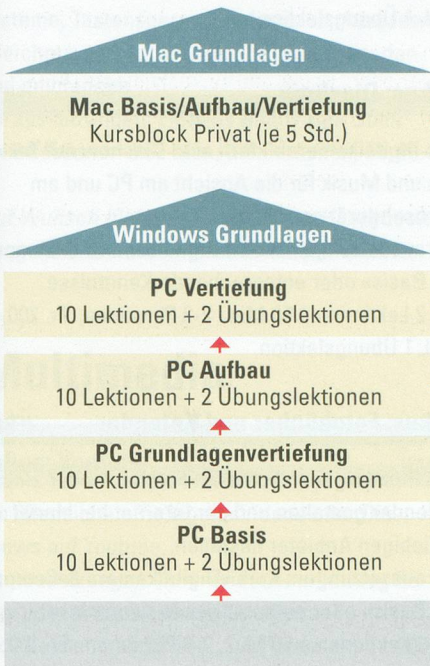 Mac Grundlagen
Mac Basis/Aufbau/Vertiefung
Kursblock Privat (je 5 Std.)
Windows Grundlagen
PC Vertiefung
10 Lektionen + 2 Übungslektionen
PC Aufbau
10 Lektionen + 2 Übungslektionen
PC Grundlagenvertiefung
10 Lektionen + 2 Übungslektionen
PC Basis
10 Lektionen + 2 Übungslektionen